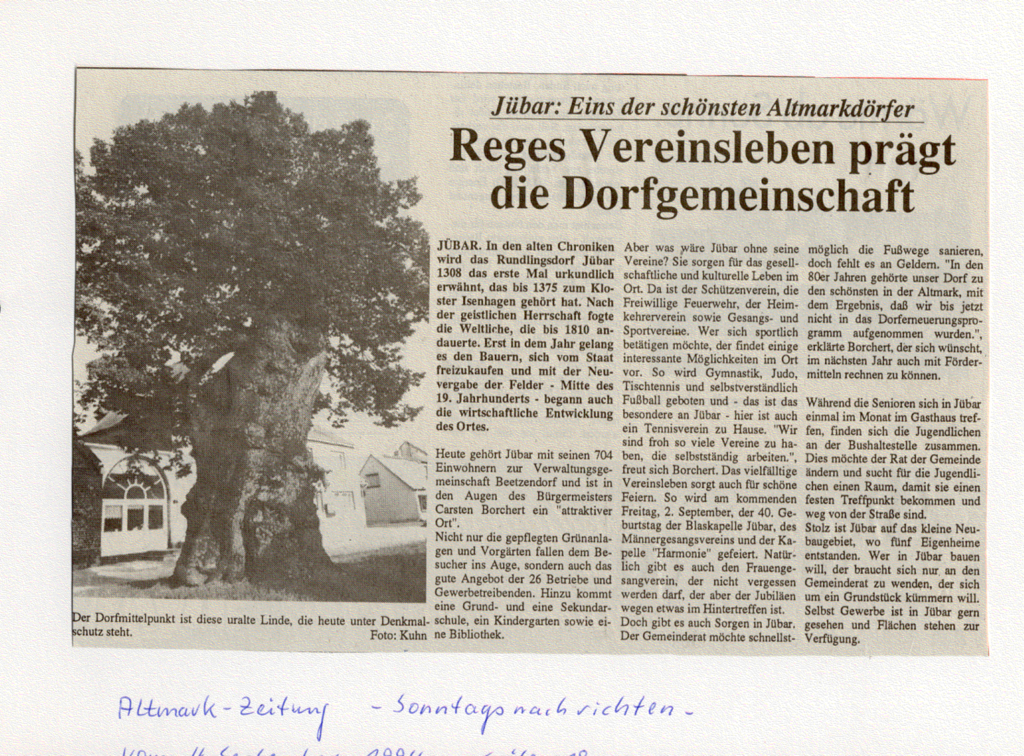 Jübar: Eins der schönsten Altmarkdörfer
Reges Vereinsleben prägt
die Dorfgemeinschaft
JÜBAR. In den alten Chroniken
wird das Rundlingsdorf Jübar
1308 das erste Mal urkundlich
erwähnt, das bis 1375 zum Klo-
ster Isenhagen gehört hat. Nach
der geistlichen Herrschaft fogte
die Weltliche, die bis 1810 an-
dauerte. Erst in dem Jahr gelang
es den Bauern, sich vom Staat
freizukaufen und mit der Neu-
vergabe der Felder - Mitte des
19. Jahrhunderts - begann auch
die wirtschaftliche Entwicklung
des Ortes.
Heute gehört Jübar mit seinen 704
Einwohnern zur Verwaltungsge-
meinschaft Beetzendorf und ist in
den Augen des Bürgermeisters
Carsten Borchert ein "attraktiver
Ort".
Nicht nur die gepflegten Grünanla-
gen und Vorgärten fallen dem Be-
sucher ins Auge, sondern auch das
gute Angebot der 26 Betriebe und
Gewerbetreibenden. Hinzu kommt
eine Grund- und eine Sekundar-
schule, ein Kindergarten sowie ei-
ne Bibliothek.
Aber was wäre Jübar ohne seine
Vereine? Sie sorgen für das gesell-
schaftliche und kulturelle Leben im
Ort. Da ist der Schützenverein, die
Freiwillige Feuerwehr, der Heim-
kehrerverein sowie Gesangs- und
Sportvereine. Wer sich sportlich
betätigen möchte, der findet einige
interessante Möglichkeiten im Ort
vor. So wird Gymnastik, Judo,
Tischtennis und selbstverständlich
Fußball geboten und - das ist das
besondere an Jübar - hier ist auch
ein Tennisverein zu Hause. "Wir
sind froh so viele Vereine zu ha-
ben, die selbstständig arbeiten.",
freut sich Borchert. Das vielfälltige
Vereinsleben sorgt auch für schöne
Feiern. So wird am kommenden
Freitag, 2. September, der 40. Ge-
burtstag der Blaskapelle Jübar, des
Männergesangvereins und der Ka-
pelle "Harmonie" gefeiert. Natür-
lich gibt es auch den Frauenge-
sangverein, der nicht vergessen
werden darf, der aber der Jubiläen
wegen etwas im Hintertreffen ist.
Doch gibt es auch Sorgen in Jübar.
Der Gemeinderat möchte schnellst-
möglich die Fußwege sanieren,
doch fehlt es an Geldern. "In den
80er Jahren gehörte unser Dorf zu
den schönsten in der Altmark, mit
dem Ergebnis, daß wir bis jetzt
nicht in das Dorferneuerungspro-
gramm aufgenommen wurden.",
erklärte Borchert, der sich wünscht,
im nächsten Jahr auch mit Förder-
mitteln rechnen zu können.
Während die Senioren sich in Jübar
einmal im Monat im Gasthaus tref-
fen, finden sich die Jugendlichen
an der Bushaltestelle zusammen.
Dies möchte der Rat der Gemeinde
ändern und sucht für die Jugendli-
chen einen Raum, damit sie einen
festen Treffpunkt bekommen und
weg von der Straße sind.
Stolz ist Jübar auf das kleine Neu-
baugebiet, wo fünf Eigenheime
entstanden. Wer in Jübar bauen
will, der braucht sich nur an den
Gemeinderat zu wenden, der sich
um ein Grundstück kümmern will.
Selbst Gewerbe ist in Jübar gern
gesehen und Flächen stehen zur
Verfügung.
Der Dorfmittelpunkt ist diese uralte Linde, die heute unter Denkmal-
schutz steht. Foto: Kuhn
Altmark-Zeitung - Sonntagsnachrichten -